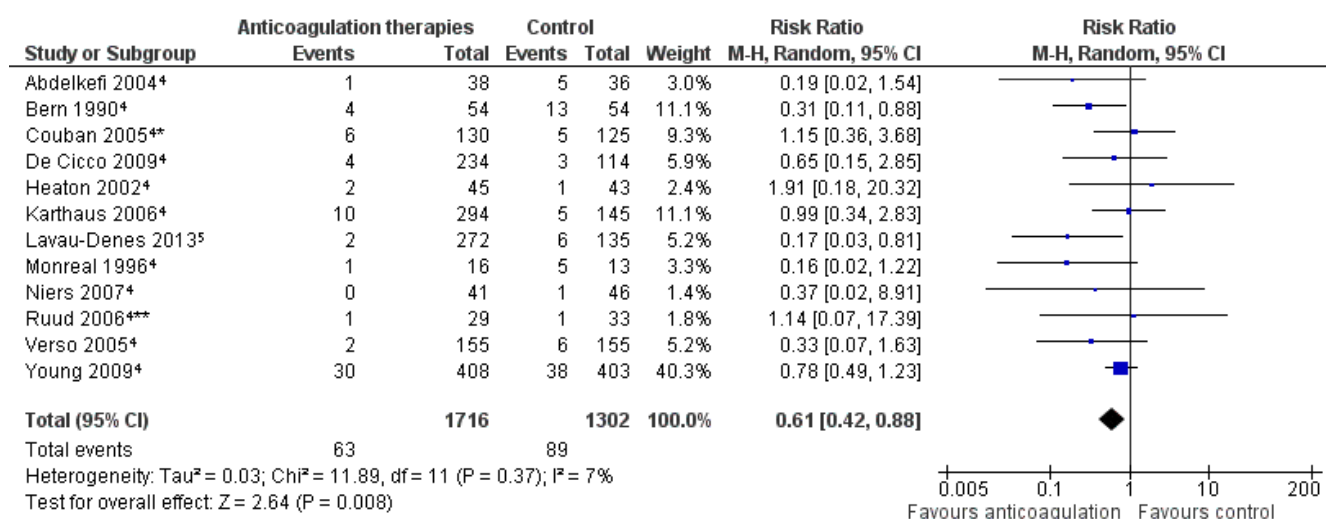 Anticoagulation therapies Control Risk Ratio Risk Ratio
Study or Subgroup Events Total Events Total Weight M-H, Random, 95% CI M-H, Random, 95% CI
Abdelkefi 2004⁴ 1 38 5 36 3.0% 0.19 [0.02, 1.54]
Bern 1990⁴ 4 54 13 54 11.1% 0.31 [0.11, 0.88]
Couban 2005⁴* 6 130 5 125 9.3% 1.15 [0.36, 3.68]
De Cicco 2009⁴ 4 234 3 114 5.9% 0.65 [0.15, 2.85]
Heaton 2002⁴ 2 45 1 43 2.4% 1.91 [0.18, 20.32]
Karthaus 2006⁴ 10 294 5 145 11.1% 0.99 [0.34, 2.83]
Lavau-Denes 2013⁵ 2 272 6 135 5.2% 0.17 [0.03, 0.81]
Monreal 1996⁴ 1 16 5 13 3.3% 0.16 [0.02, 1.22]
Niers 2007⁴ 0 41 1 46 1.4% 0.37 [0.02, 8.91]
Ruud 2006⁴** 1 29 1 33 1.8% 1.14 [0.07, 17.39]
Verso 2005⁴ 2 155 6 155 5.2% 0.33 [0.07, 1.63]
Young 2009⁴ 30 408 38 403 40.3% 0.78 [0.49, 1.23]
Total (95% CI) 1716 1302 100.0% 0.61 [0.42, 0.88]
Total events 63 89
Heterogeneity: Tau² = 0.03; Chi² = 11.89, df = 11 (P = 0.37); I² = 7%
Test for overall effect: Z = 2.64 (P = 0.008)
0.005 0.1 1 10 200
Favours anticoagulation Favours control